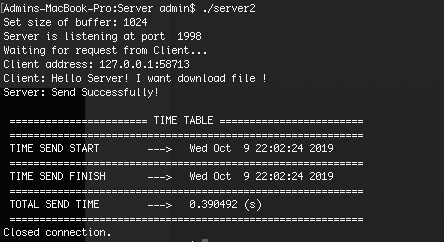 [Admins-MacBook-Pro:Server admin$ ./server2
Set size of buffer: 1024
Server is listening at port  1998
Waiting for request from Client...
Client address: 127.0.0.1:58713
Client: Hello Server! I want download file !
Server: Send Successfully!
======================= TIME TABLE ========================
===========================================================
TIME SEND START        --->   Wed Oct  9 22:02:24 2019
===========================================================
TIME SEND FINISH       --->   Wed Oct  9 22:02:24 2019
===========================================================
TOTAL SEND TIME        --->   0.390492 (s)
===========================================================
Closed connection.